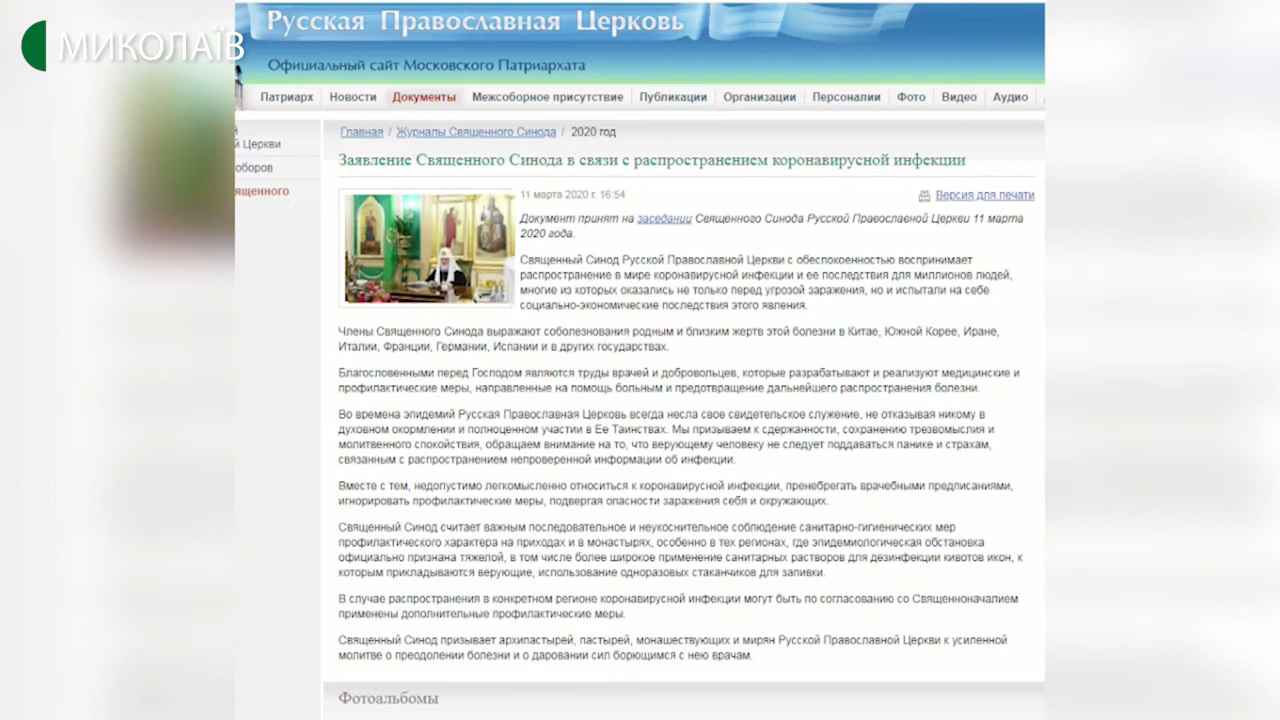 МИКОЛАЇВ
Русская Православная Церковь
Официальный сайт Московского Патриархата
Патриарх Новости Документы Межсоборное присутствие Публикации Организации Персоналии Фото Видео Аудио
Главная / Журналы Священного Синода / 2020 год
й Церкви
оборов
ященного
Заявление Священного Синода в связи с распространением коронавирусной инфекции
11 марта 2020 г. 16:54
Версия для печати
Документ принят на заседании Священного Синода Русской Православной Церкви 11 марта
2020 года.
Священный Синод Русской Православной Церкви с обеспокоенностью воспринимает
распространение в мире коронавирусной инфекции и ее последствия для миллионов людей,
многие из которых оказались не только перед угрозой заражения, но и испытали на себе
социально-экономические последствия этого явления.
Члены Священного Синода выражают соболезнования родным и близким жертв этой болезни в Китае, Южной Корее, Иране,
Италии, Франции, Германии, Испании и в других государствах.
Благословенными перед Господом являются труды врачей и добровольцев, которые разрабатывают и реализуют медицинские и
профилактические меры, направленные на помощь больным и предотвращение дальнейшего распространения болезни.
Во времена эпидемий Русская Православная Церковь всегда несла свое свидетельское служение, не отказывая никому в
духовном окормлении и полноценном участии в Ее Таинствах. Мы призываем к сдержанности, сохранению трезвомыслия и
молитвенного спокойствия, обращаем внимание на то, что верующему человеку не следует поддаваться панике и страхам,
связанным с распространением непроверенной информации об инфекции.
Вместе с тем, недопустимо легкомысленно относиться к коронавирусной инфекции, пренебрегать врачебными предписаниями,
игнорировать профилактические меры, подвергая опасности заражения себя и окружающих.
Священный Синод считает важным последовательное и неукоснительное соблюдение санитарно-гигиенических мер
профилактического характера на приходах и в монастырях, особенно в тех регионах, где эпидемиологическая обстановка
официально признана тяжелой, в том числе более широкое применение санитарных растворов для дезинфекции кивотов икон, к
которым прикладываются верующие, использование одноразовых стаканчиков для запивки.
В случае распространения в конкретном регионе коронавирусной инфекции могут быть по согласованию со Священноначалием
применены дополнительные профилактические меры.
Священный Синод призывает архипастырей, пастырей, монашествующих и мирян Русской Православной Церкви к усиленной
молитве о преодолении болезни и о даровании сил борющимся с нею врачам.
Фотоальбомы